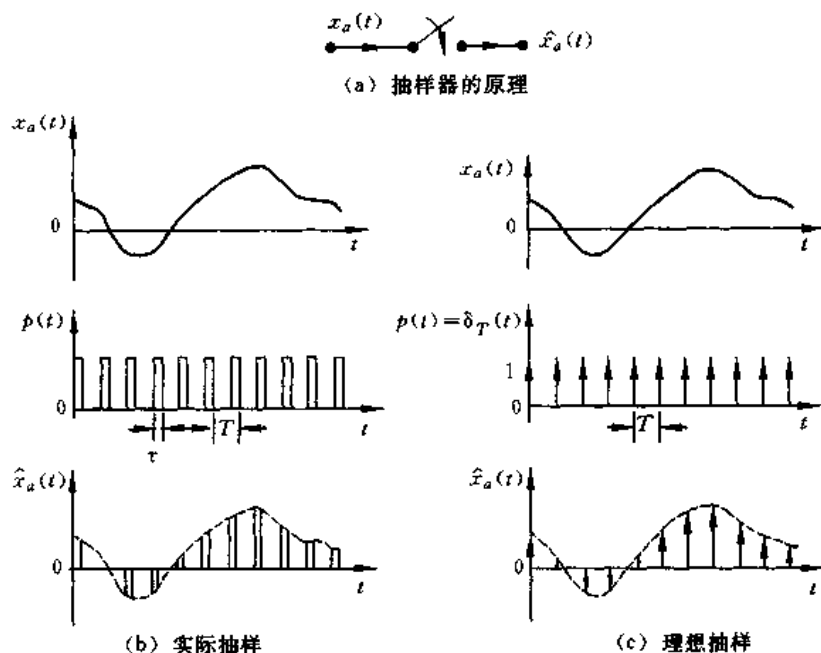 x_a(t) x̂_a(t)
(a) 抽样器的原理
x_a(t)
0
t
x_a(t)
0
t
p(t)
0
τ
T
t
p(t)=δ_T(t)
1
0
T
t
x̂_a(t)
0
t
(b) 实际抽样
x̂_a(t)
0
t
(c) 理想抽样